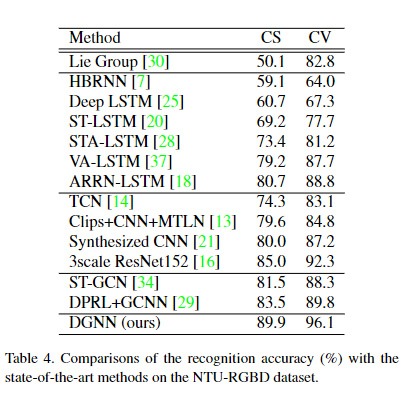 Method CS CV
Lie Group [30] 50.1 82.8
HBRNN [7] 59.1 64.0
Deep LSTM [25] 60.7 67.3
ST-LSTM [20] 69.2 77.7
STA-LSTM [28] 73.4 81.2
VA-LSTM [37] 79.2 87.7
ARRN-LSTM [18] 80.7 88.8
TCN [14] 74.3 83.1
Clips+CNN+MTLN [13] 79.6 84.8
Synthesized CNN [21] 80.0 87.2
3scale ResNet152 [16] 85.0 92.3
ST-GCN [34] 81.5 88.3
DPRL+GCNN [29] 83.5 89.8
DGNN (ours) 89.9 96.1
Table 4. Comparisons of the recognition accuracy (%) with the
state-of-the-art methods on the NTU-RGBD dataset.